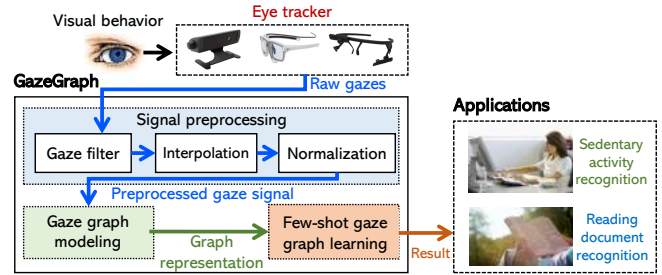 Eye tracker
Visual behavior
GazeGraph
Raw gazes
Signal preprocessing
Gaze filter
Interpolation
Normalization
Preprocessed gaze signal
Gaze graph
modeling
Graph
representation
Few-shot gaze
graph learning
Result
Applications
Sedentary
activity
recognition
Reading
document
recognition